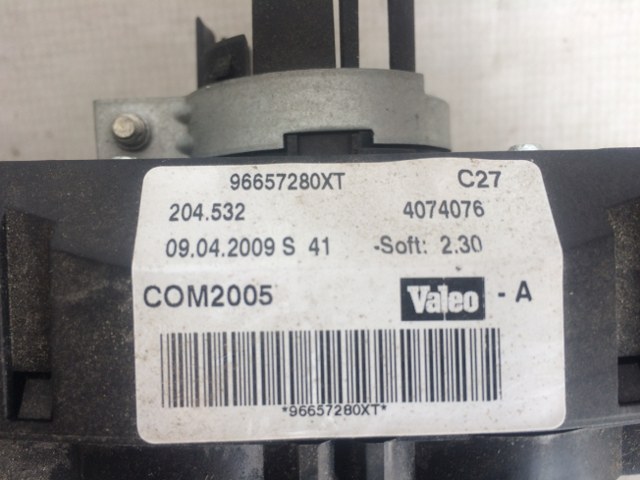 96657280XT C27
204.532 4074076
09.04.2009 S 41 -Soft: 2.30
COM2005 Valeo - A
*96657280XT*